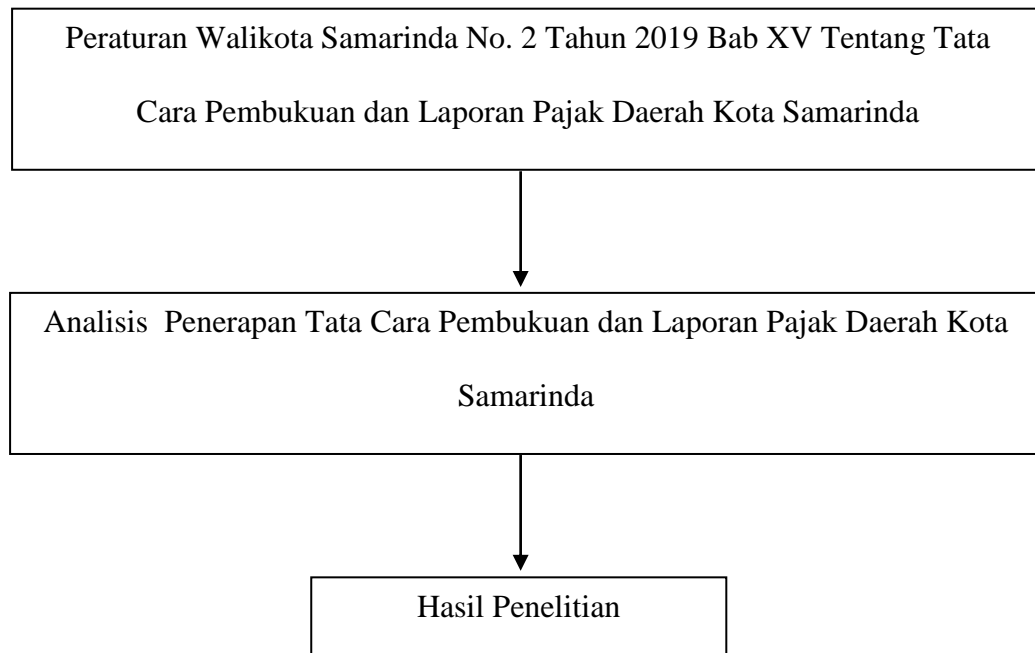 Peraturan Walikota Samarinda No. 2 Tahun 2019 Bab XV Tentang Tata
Cara Pembukuan dan Laporan Pajak Daerah Kota Samarinda
Analisis Penerapan Tata Cara Pembukuan dan Laporan Pajak Daerah Kota
Samarinda
Hasil Penelitian